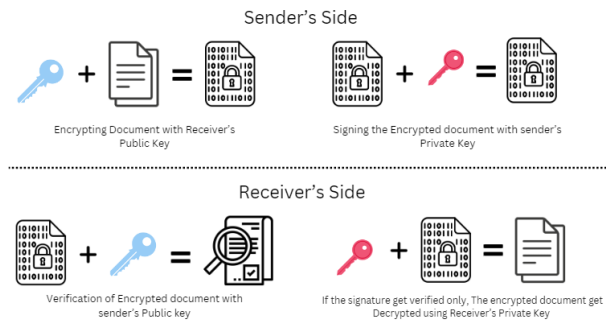 Sender's Side
Encrypting Document with Receiver's
Public Key
Signing the Encrypted document with sender's
Private Key
Receiver's Side
Verification of Encrypted document with
sender's Public key
If the signature get verified only, The encrypted document get
Decrypted using Receiver's Private Key